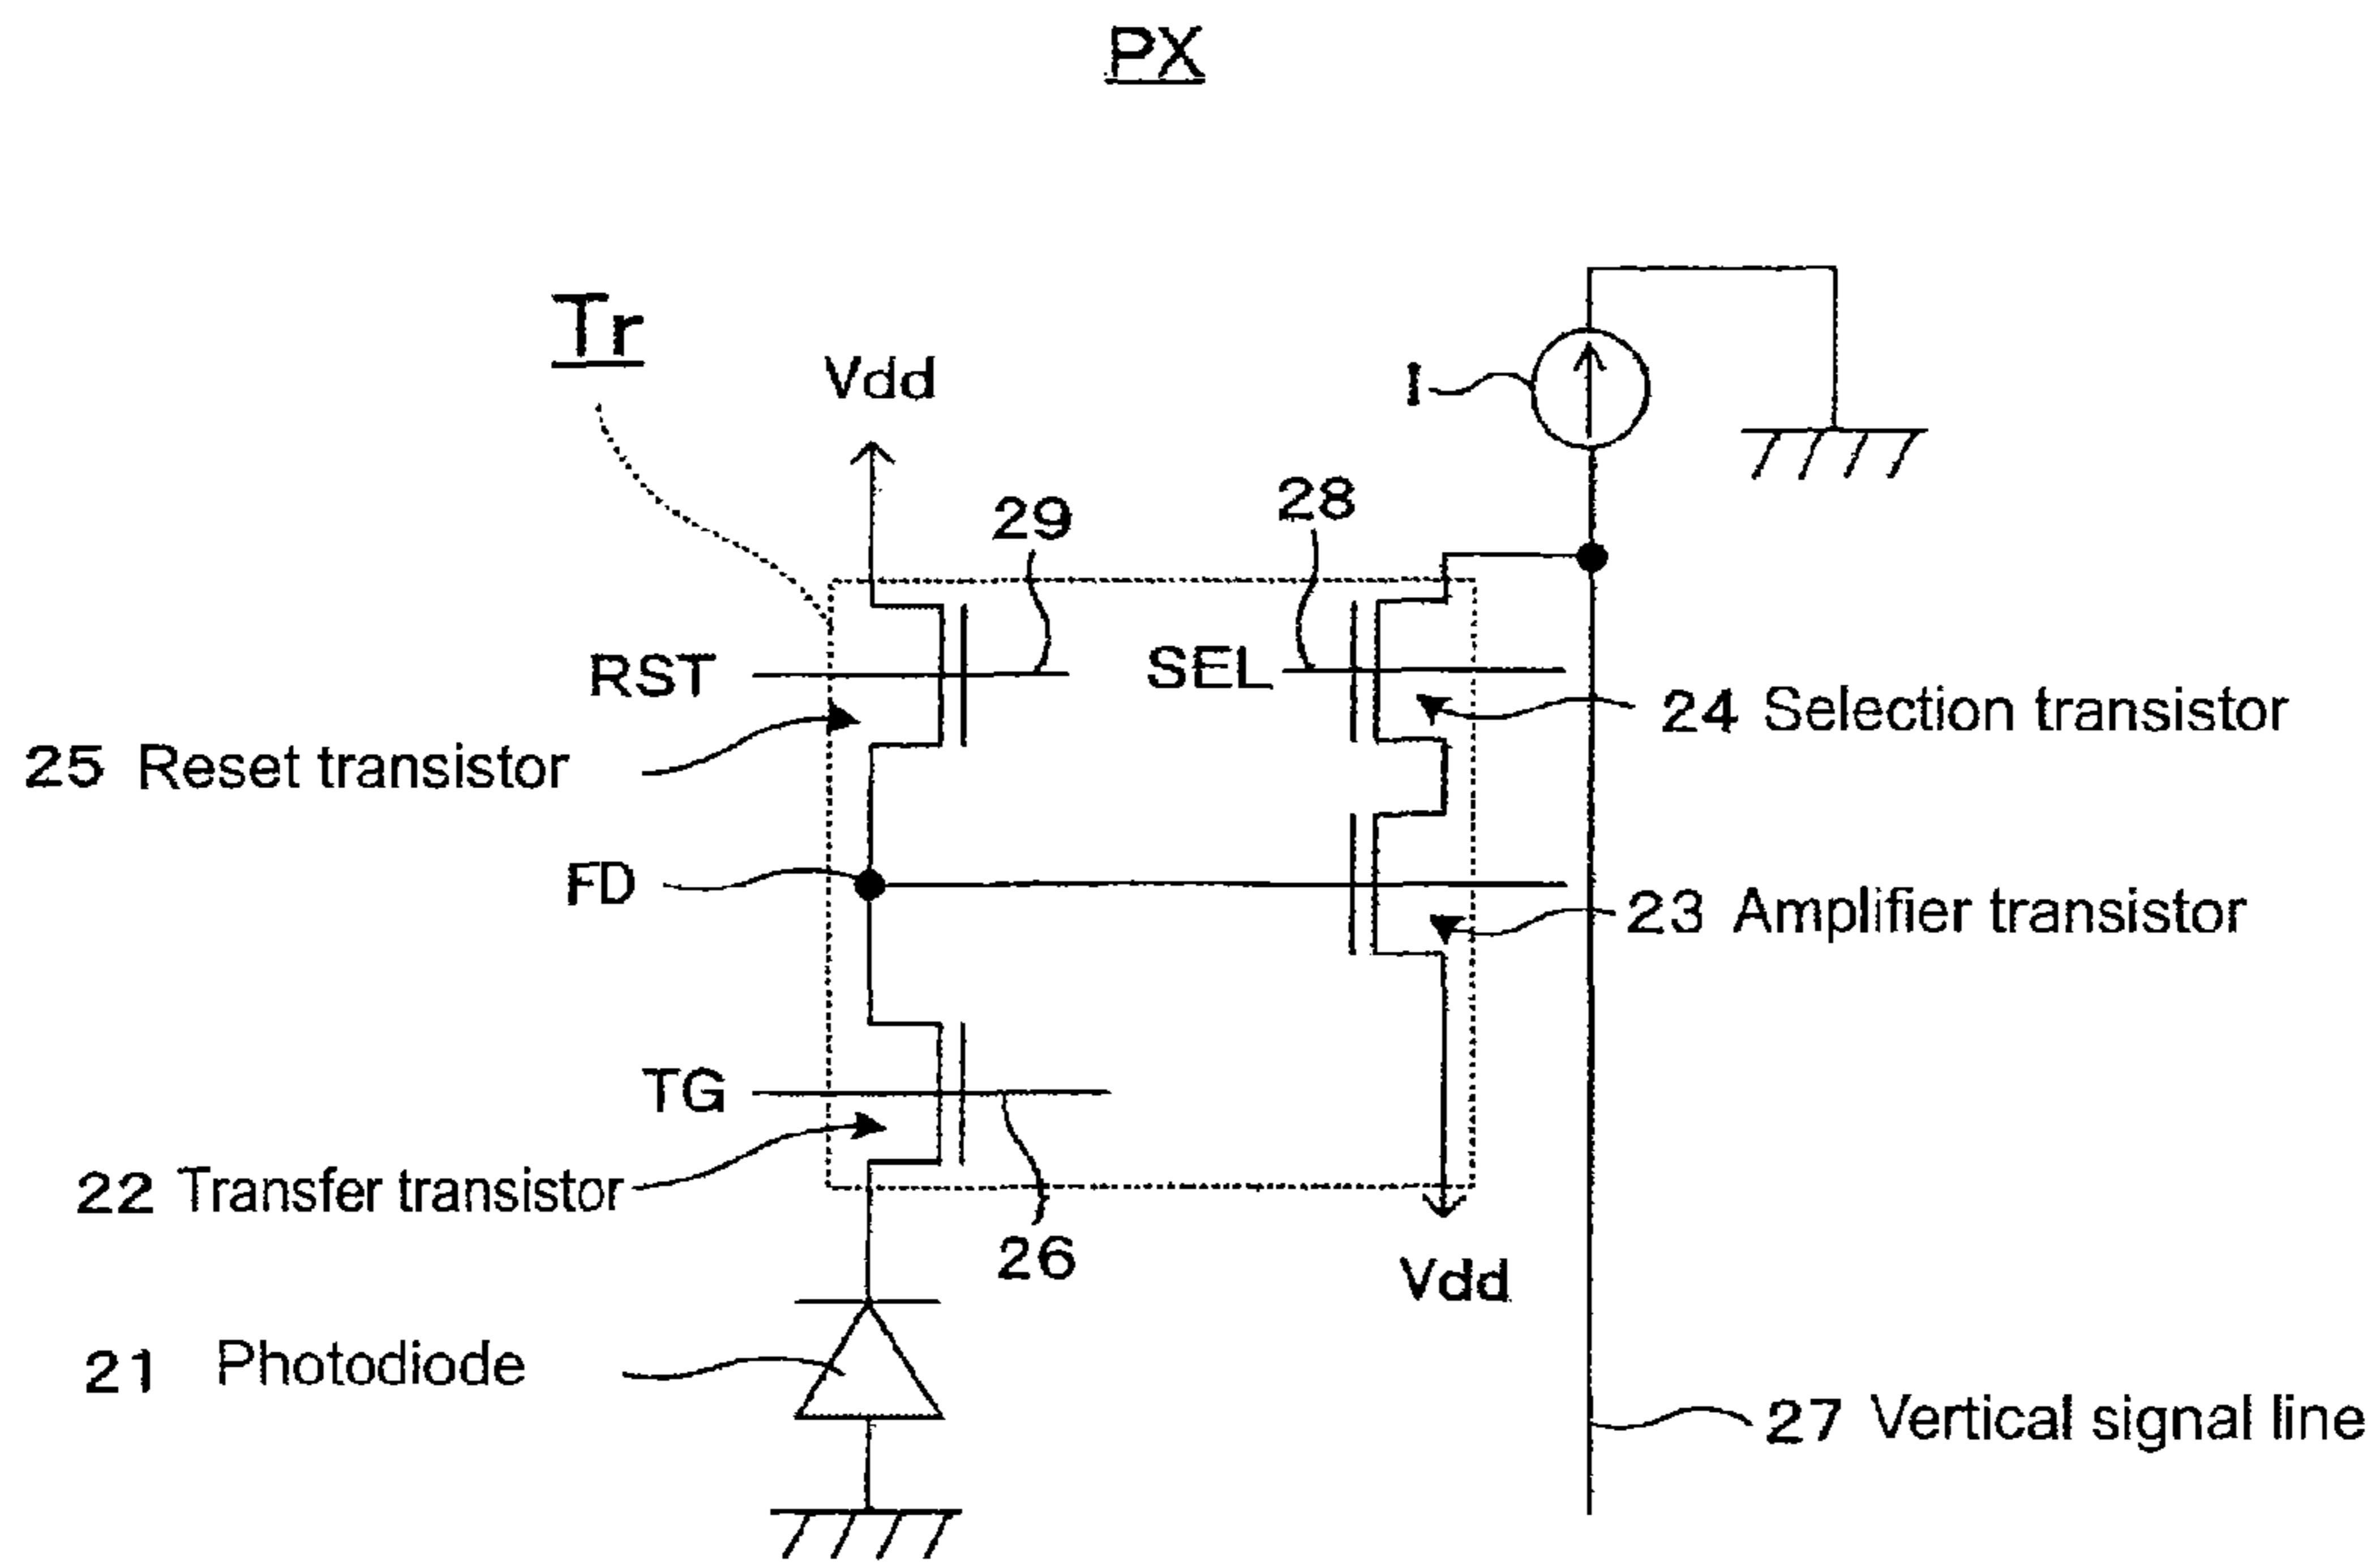 PX
Tr
Vdd
I
29
28
RST
SEL
24 Selection transistor
25 Reset transistor
FD
23 Amplifier transistor
TG
22 Transfer transistor
26
Vdd
21 Photodiode
27 Vertical signal line